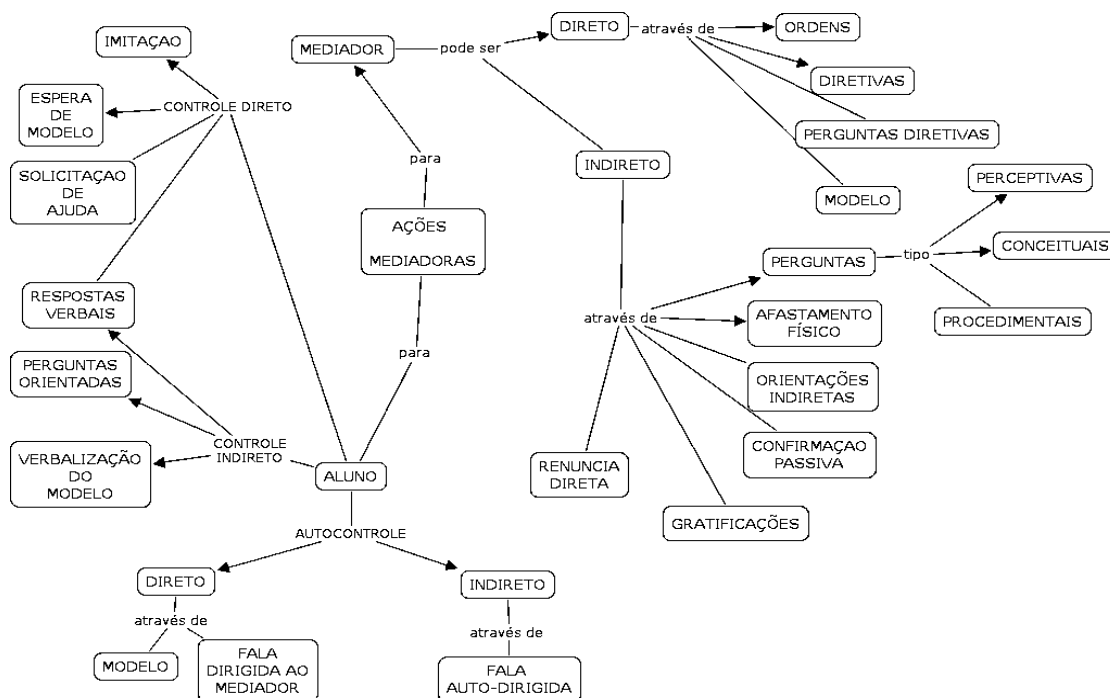 IMITAÇAO
MEDIADOR
pode ser
DIRETO
através de
ORDENS
DIRETIVAS
PERGUNTAS DIRETIVAS
MODELO
ESPERA
DE
MODELO
CONTROLE DIRETO
SOLICITAÇAO
DE
AJUDA
para
AÇÕES
MEDIADORAS
INDIRETO
PERCEPTIVAS
PERGUNTAS
tipo
CONCEITUAIS
PROCEDIMENTAIS
RESPOSTAS
VERBAIS
através de
AFASTAMENTO
FÍSICO
PERGUNTAS
ORIENTADAS
para
ORIENTAÇÕES
INDIRETAS
CONTROLE
INDIRETO
VERBALIZAÇÃO
DO
MODELO
ALUNO
CONFIRMAÇAO
PASSIVA
RENUNCIA
DIRETA
GRATIFICAÇÕES
AUTOCONTROLE
DIRETO
através de
MODELO
FALA
DIRIGIDA AO
MEDIADOR
INDIRETO
através de
FALA
AUTO-DIRIGIDA